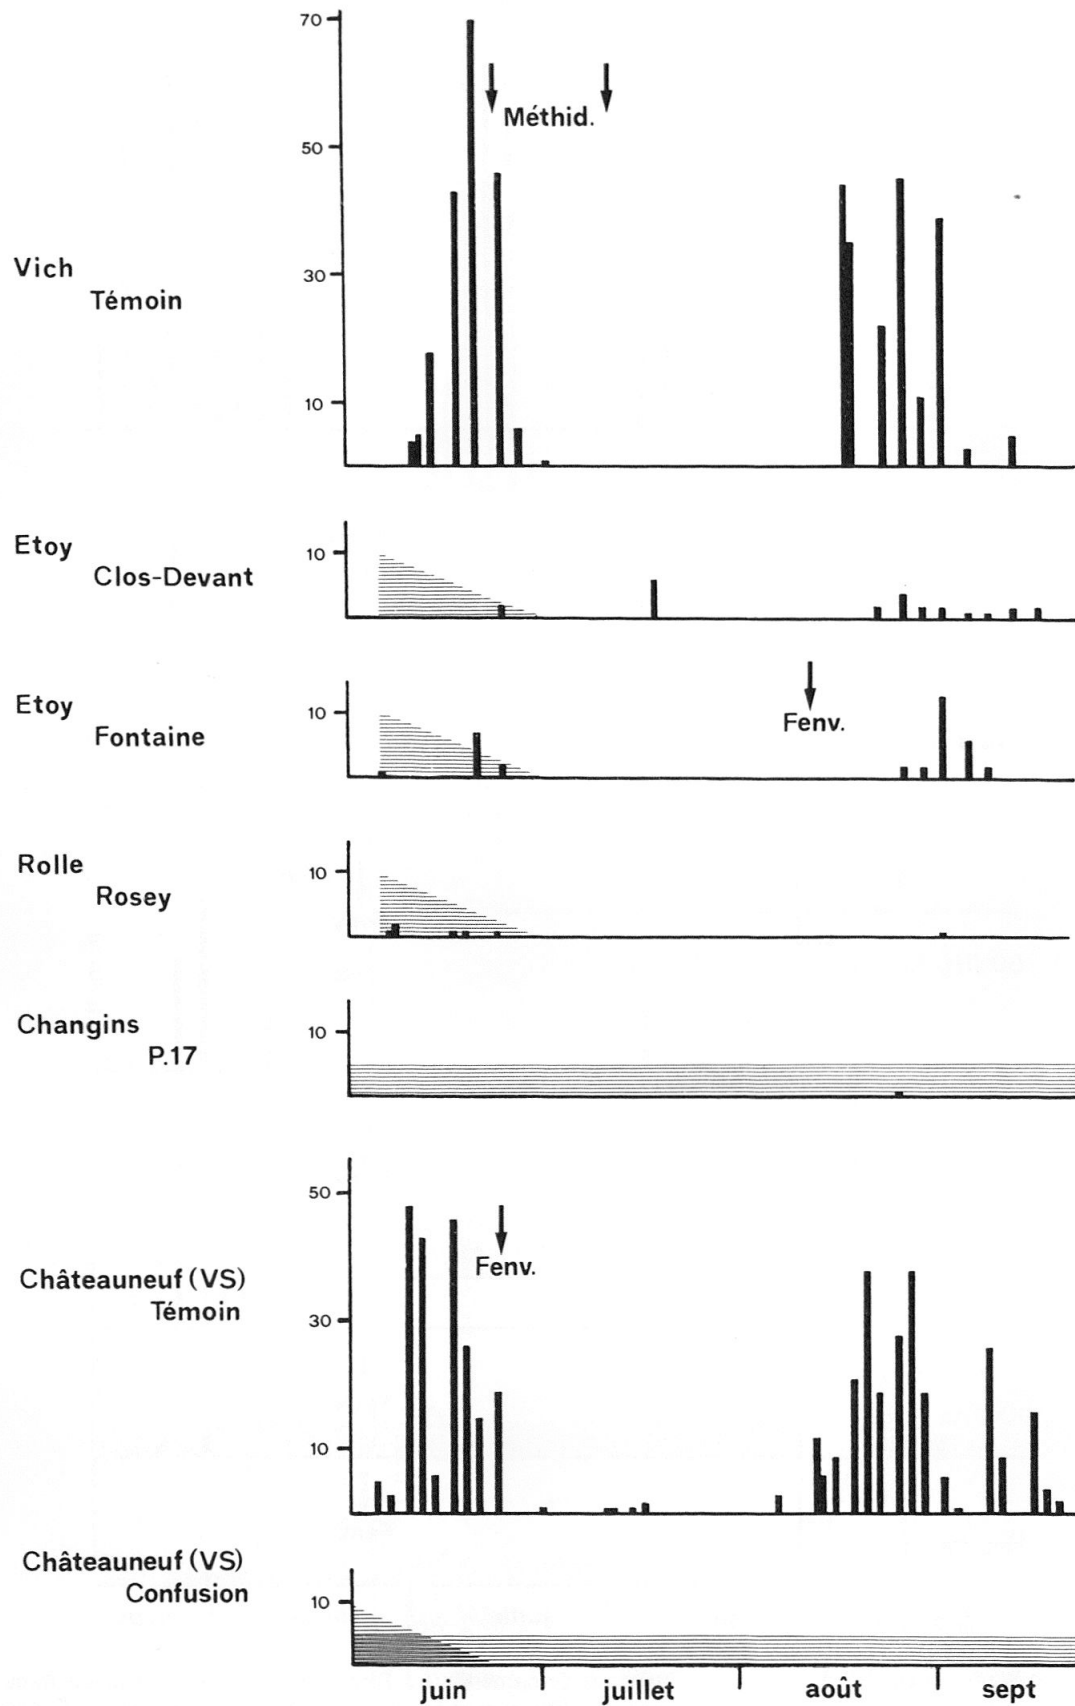 70
Méthid.
50
30
Vich
Témoin
10
Etoy
10
Clos-Devant
Etoy
10
Fontaine
Fenv.
Rolle
10
Rosey
Changins
10
P.17
50
Fenv.
Châteauneuf (VS)
Témoin
30
10
Châteauneuf (VS)
Confusion
10
juin juillet août sept